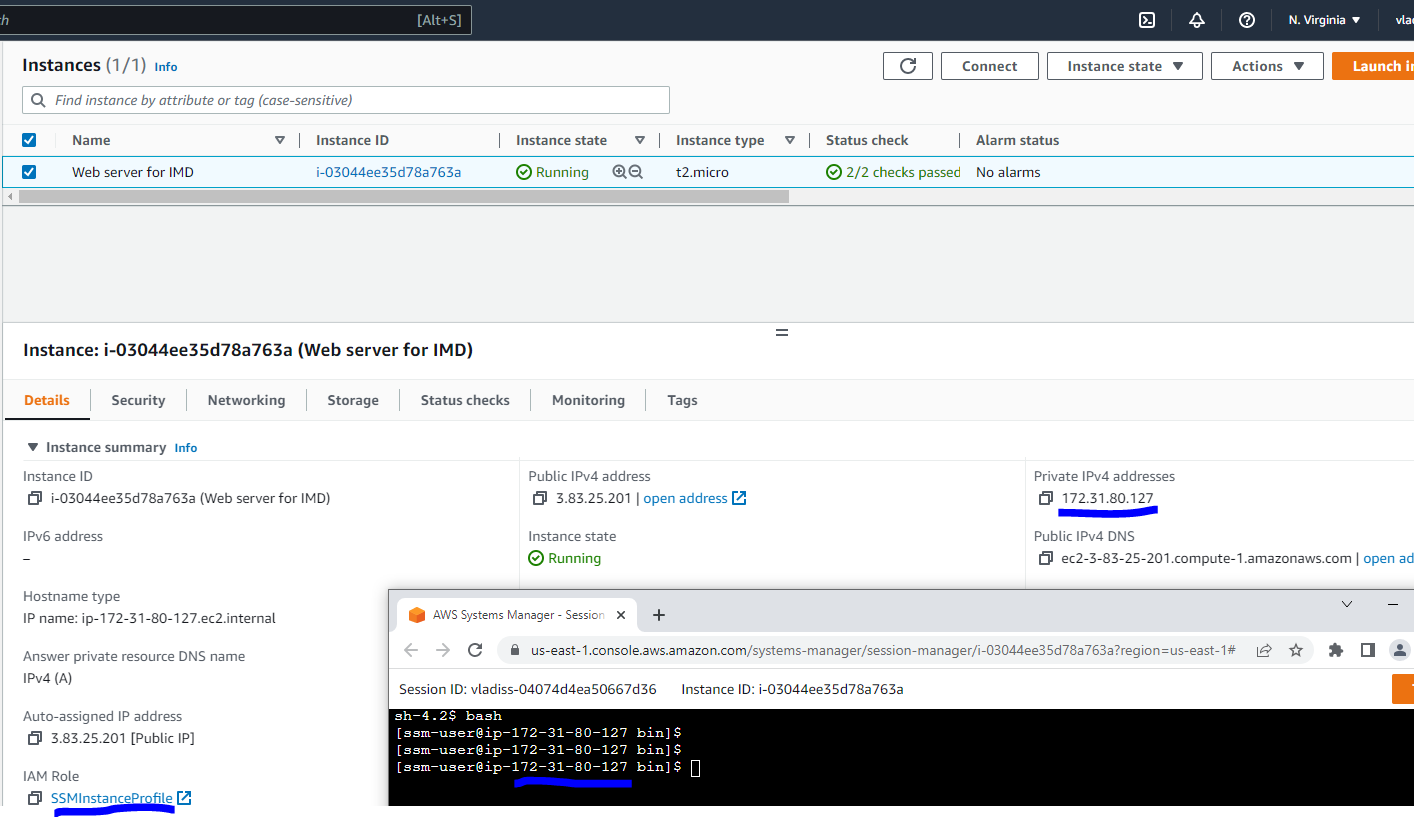 ch [Alt+S] N. Virginia ▼ vlad
Instances (1/1) Info
Connect Instance state ▼ Actions ▼ Launch in
Find instance by attribute or tag (case-sensitive)
Name Instance ID Instance state Instance type Status check Alarm status
Web server for IMD i-03044ee35d78a763a Running t2.micro 2/2 checks passed No alarms
Instance: i-03044ee35d78a763a (Web server for IMD)
Details Security Networking Storage Status checks Monitoring Tags
▼ Instance summary Info
Instance ID
i-03044ee35d78a763a (Web server for IMD)
Public IPv4 address
3.83.25.201 | open address
Private IPv4 addresses
172.31.80.127
IPv6 address
–
Instance state
Running
Public IPv4 DNS
ec2-3-83-25-201.compute-1.amazonaws.com | open ad
Hostname type
IP name: ip-172-31-80-127.ec2.internal
Answer private resource DNS name
IPv4 (A)
Auto-assigned IP address
3.83.25.201 [Public IP]
IAM Role
SSMInstanceProfile
AWS Systems Manager - Session
us-east-1.console.aws.amazon.com/systems-manager/session-manager/i-03044ee35d78a763a?region=us-east-1#
Session ID: vladiss-04074d4ea50667d36 Instance ID: i-03044ee35d78a763a
sh-4.2$ bash
[ssm-user@ip-172-31-80-127 bin]$
[ssm-user@ip-172-31-80-127 bin]$
[ssm-user@ip-172-31-80-127 bin]$